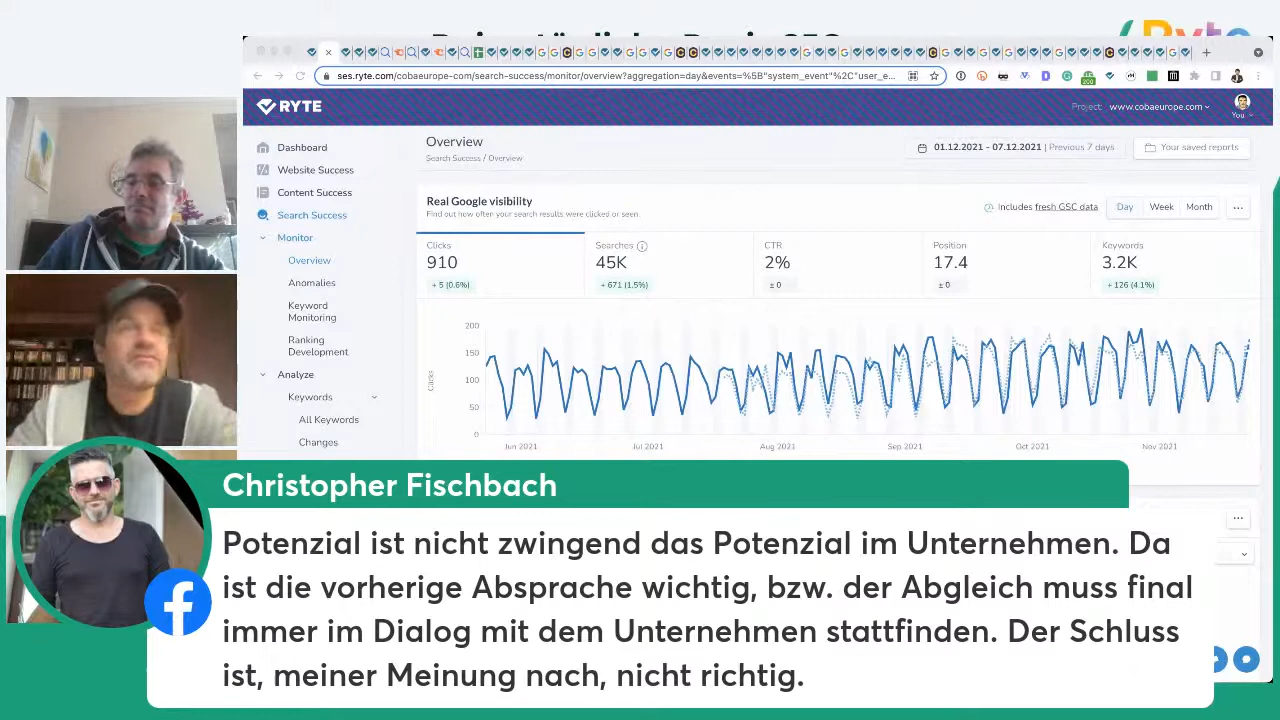 Ryte
ses.ryte.com/cobaeurope-com/search-success/monitor/overview?aggregation=day&events=%5B"system_event"%2C"user_e...
RYTE
Project: www.cobaeurope.com
You
Dashboard
Website Success
Content Success
Search Success
Monitor
Overview
Anomalies
Keyword
Monitoring
Ranking
Development
Analyze
Keywords
All Keywords
Changes
Overview
Search Success / Overview
01.12.2021 - 07.12.2021 | Previous 7 days
Your saved reports
Real Google visibility
Find out how often your search results were clicked or seen.
Includes fresh GSC data
Day Week Month
Clicks
910
+ 5 (0.6%)
Searches
45K
+ 671 (1.5%)
CTR
2%
± 0
Position
17.4
± 0
Keywords
3.2K
+ 126 (4.1%)
Clicks
200
150
100
50
0
Jun 2021 Jul 2021 Aug 2021 Sep 2021 Oct 2021 Nov 2021
Christopher Fischbach
Potenzial ist nicht zwingend das Potenzial im Unternehmen. Da
ist die vorherige Absprache wichtig, bzw. der Abgleich muss final
immer im Dialog mit dem Unternehmen stattfinden. Der Schluss
ist, meiner Meinung nach, nicht richtig.